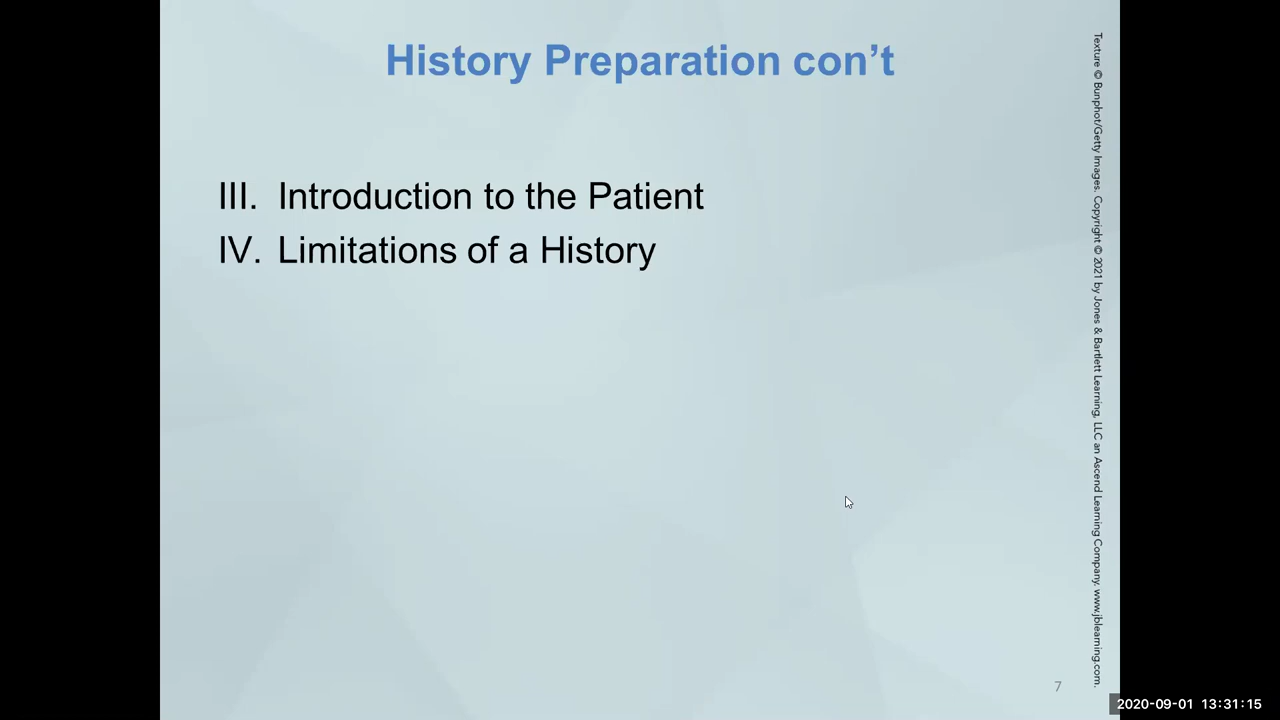 History Preparation con’t
III. Introduction to the Patient
IV. Limitations of a History
Texture © Bunphot/Getty Images. Copyright © 2021 by Jones & Bartlett Learning, LLC an Ascend Learning Company. www.jblearning.com.
7
2020-09-01 13:31:15